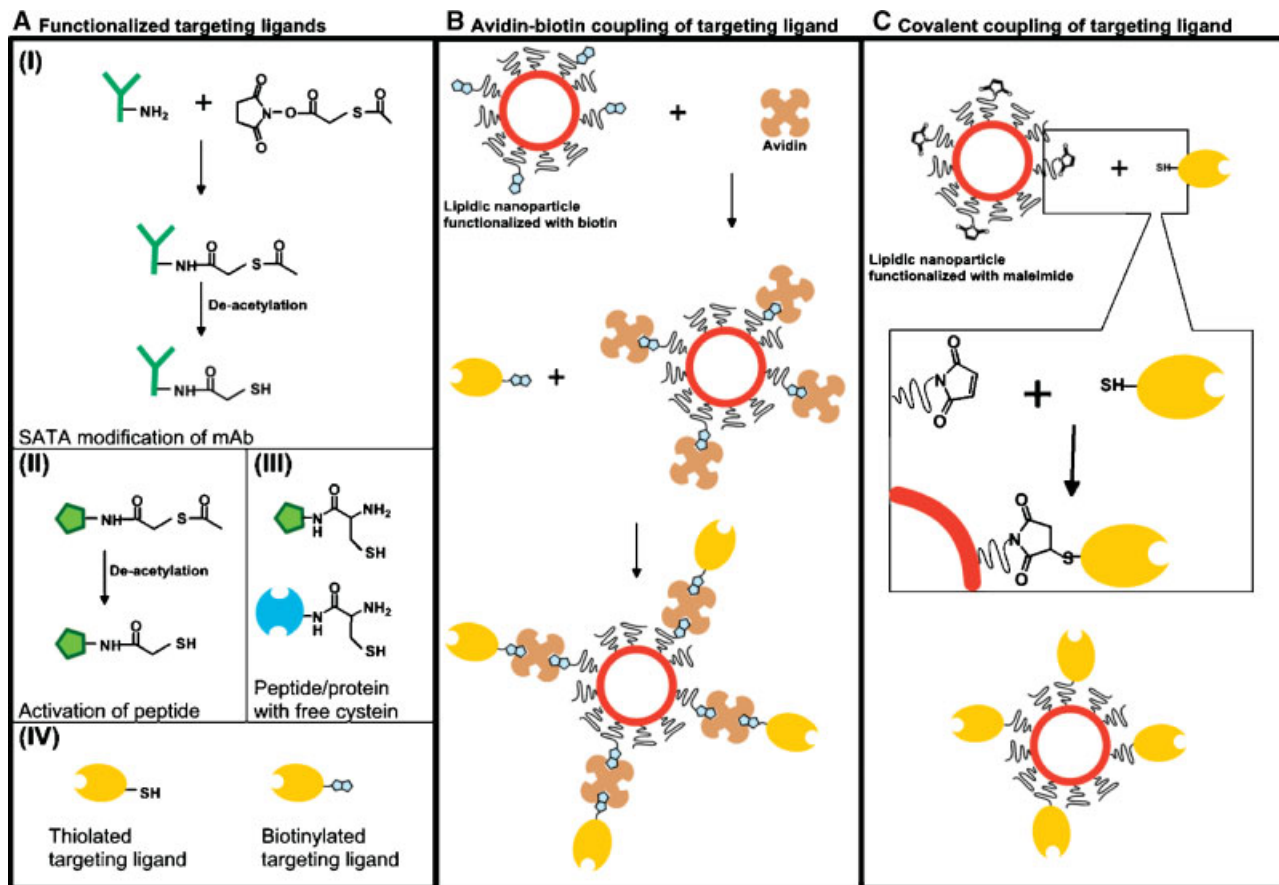 A Functionalized targeting ligands
(I)
NH2
+
O
N
O
O
O
S
O
NH
O
S
O
De-acetylation
NH
O
SH
SATA modification of mAb
(II)
NH
O
S
O
De-acetylation
NH
O
SH
Activation of peptide
(III)
O
NH2
N
H
SH
O
NH2
N
H
SH
Peptide/protein
with free cystein
(IV)
SH
Thiolated
targeting ligand
Biotinylated
targeting ligand
B Avidin-biotin coupling of targeting ligand
+
Avidin
Lipidic nanoparticle
functionalized with biotin
+
C Covalent coupling of targeting ligand
+
SH
Lipidic nanoparticle
functionalized with maleimide
O
N
O
+
SH
O
N
O
S